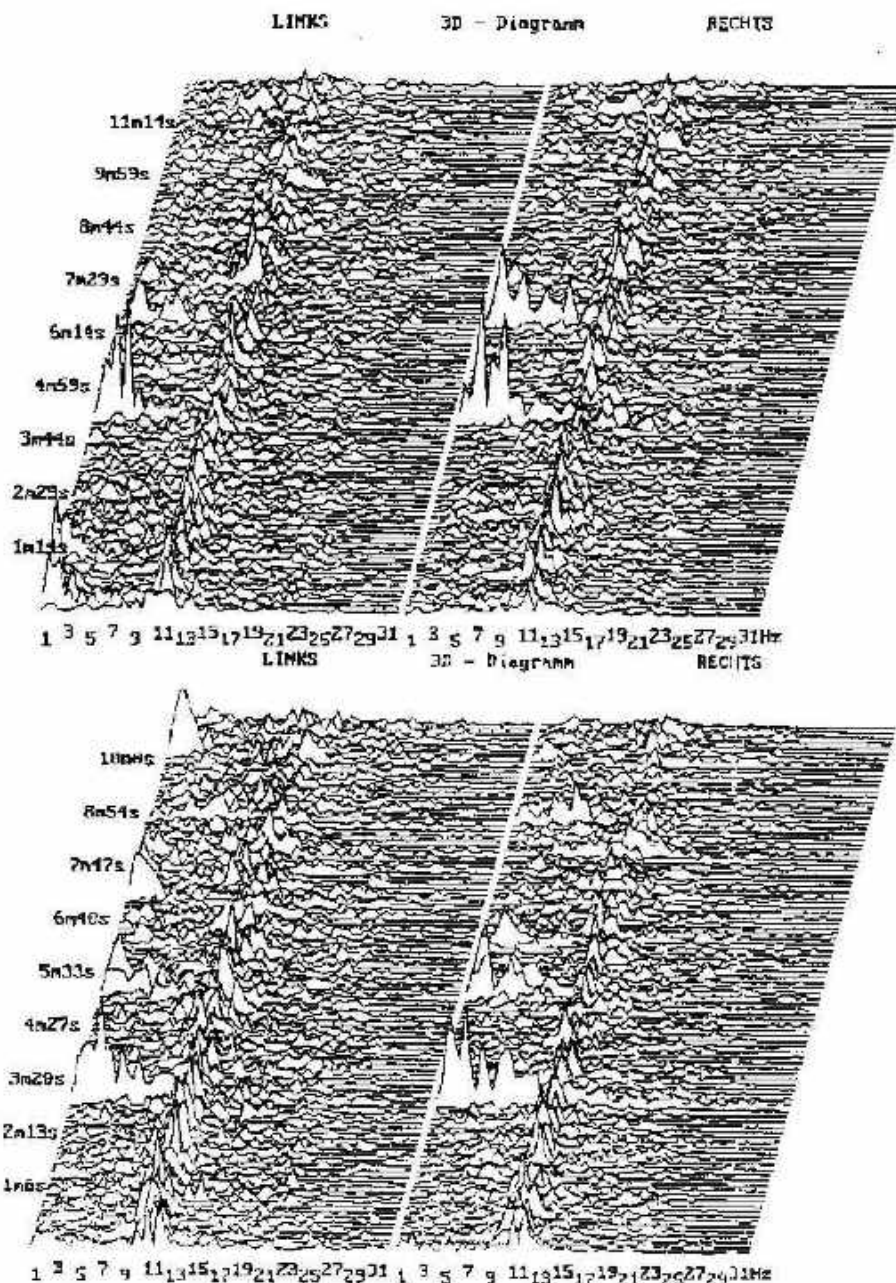 LINKS 3D - Diagramm RECHTS
11m14s
9m59s
8m44s
7m29s
6m14s
4m59s
3m44s
2m29s
1m14s
1 3 5 7 9 11 13 15 17 19 21 23 25 27 29 31 1 3 5 7 9 11 13 15 17 19 21 23 25 27 29 31Hz
LINKS 3D - Diagramm RECHTS
10m0s
8m54s
7m47s
6m40s
5m33s
4m27s
3m20s
2m13s
1m6s
1 3 5 7 9 11 13 15 17 19 21 23 25 27 29 31 1 3 5 7 9 11 13 15 17 19 21 23 25 27 29 31Hz